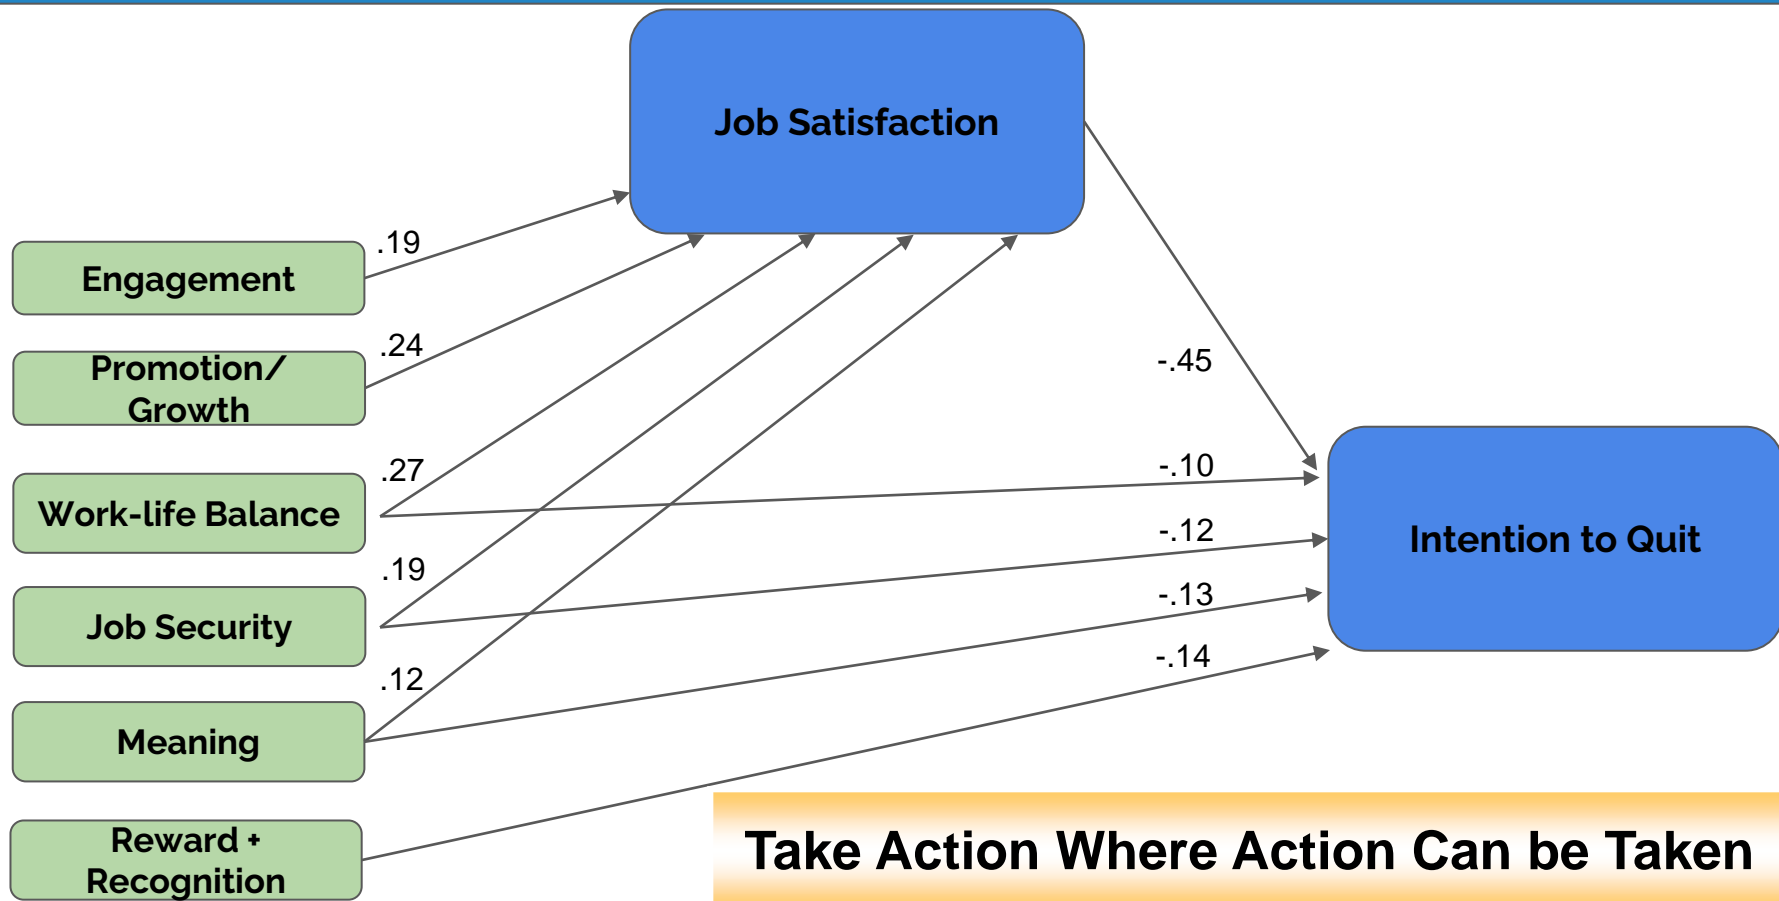 Job Satisfaction
.19
Engagement
.24
Promotion/
Growth
-.45
.27
-.10
Work-life Balance
-.12
Intention to Quit
.19
-.13
Job Security
-.14
.12
Meaning
Reward +
Recognition
Take Action Where Action Can be Taken